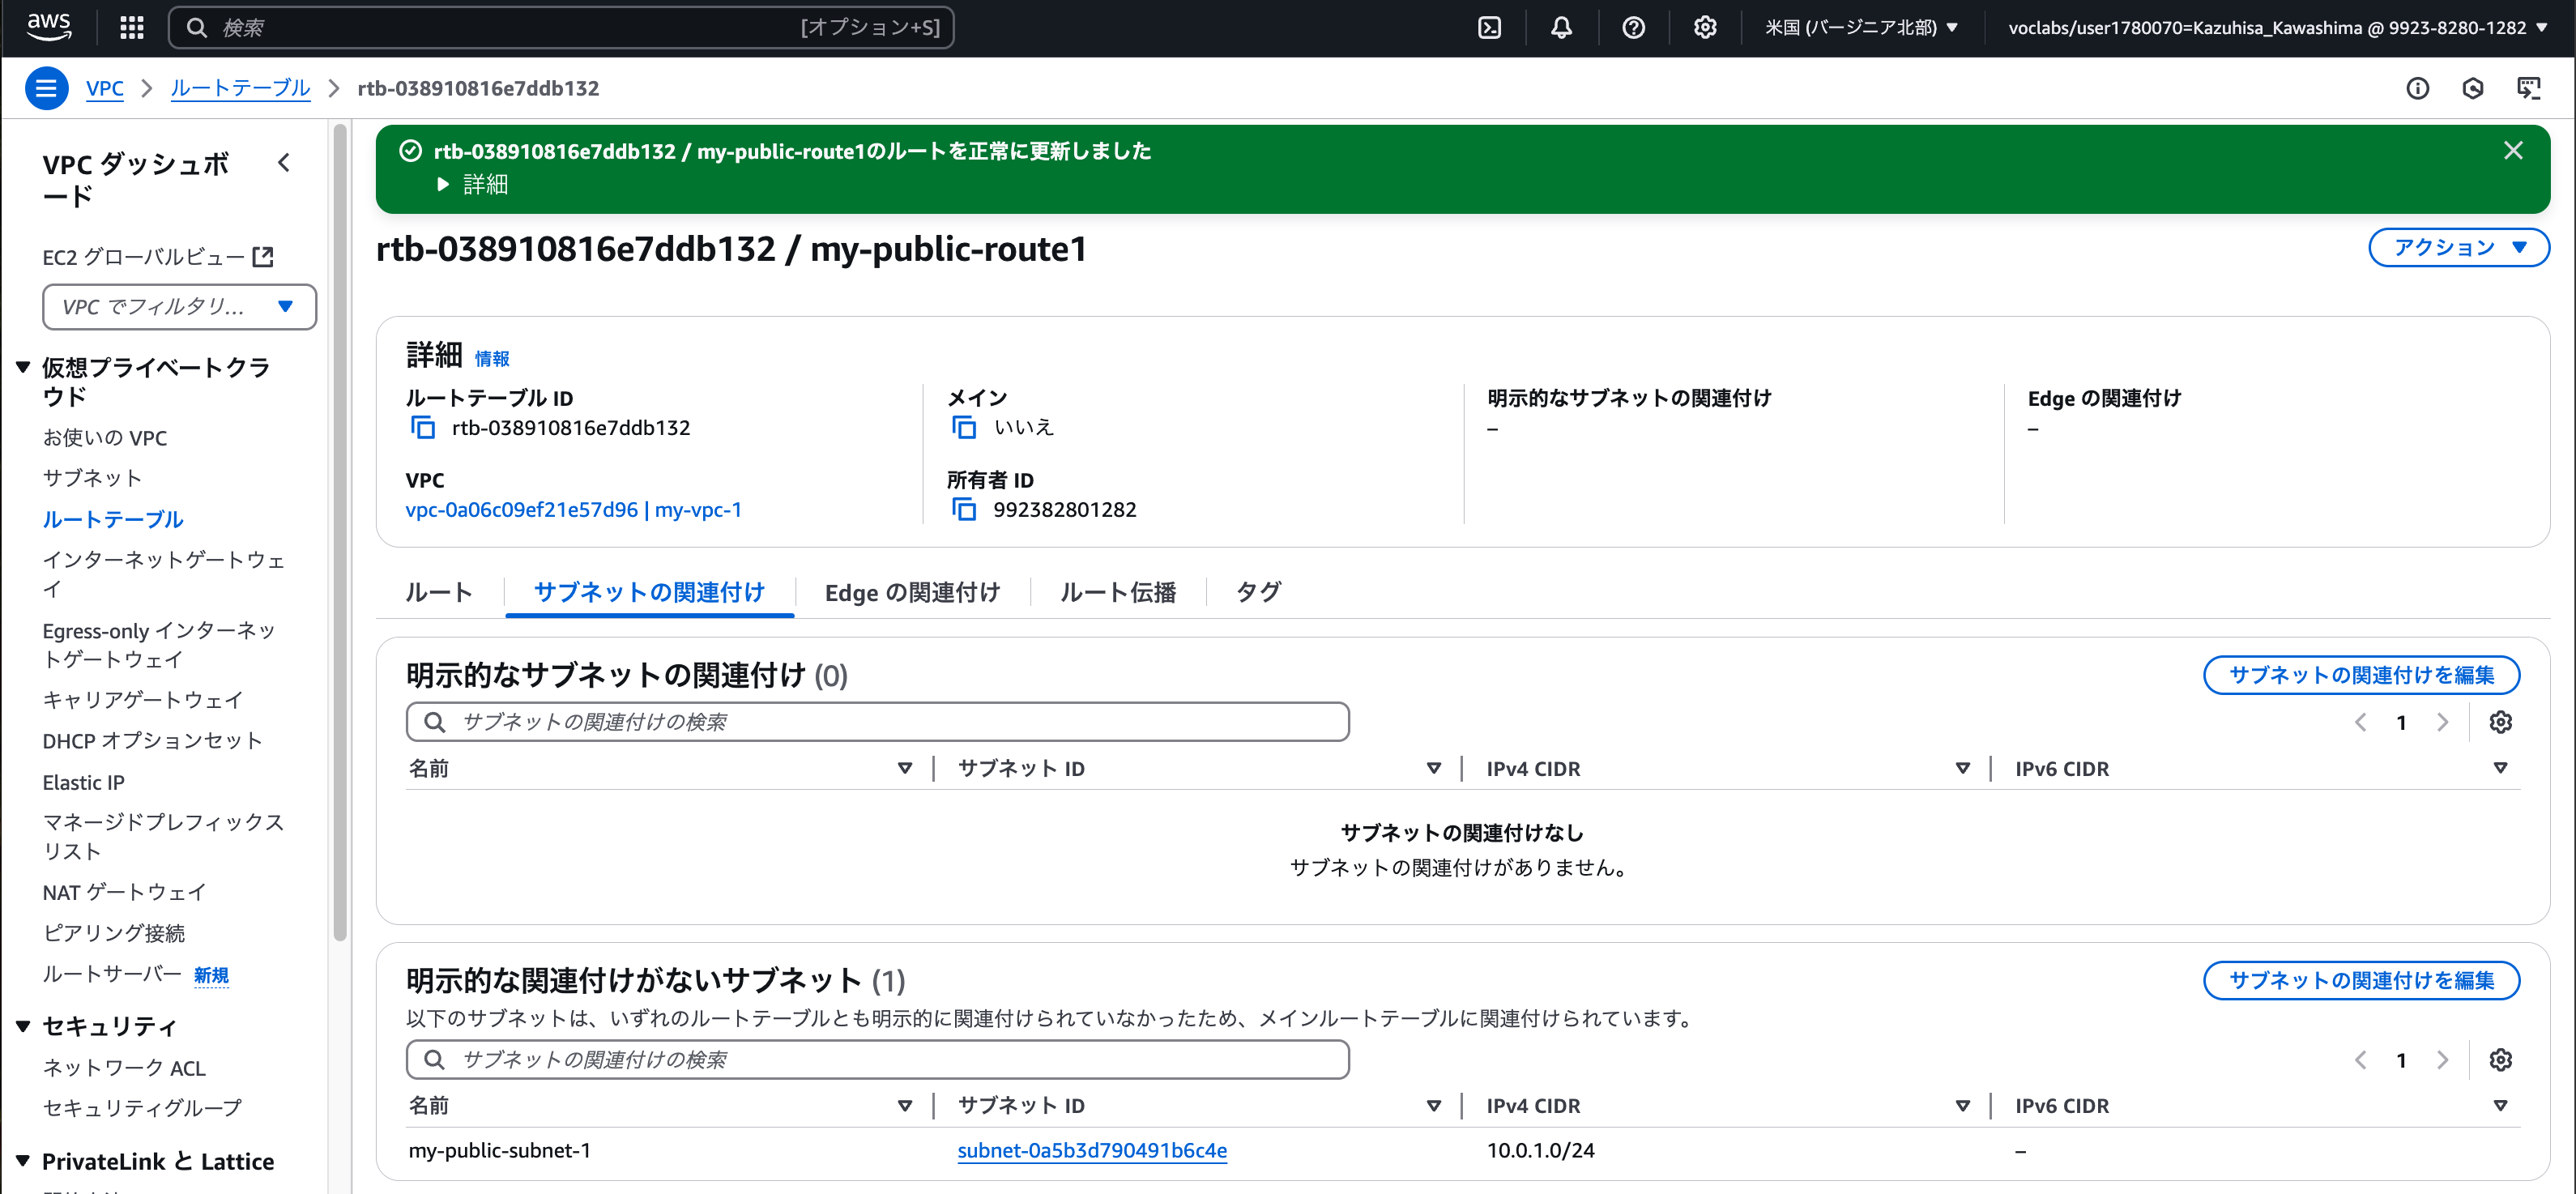 aws
検索
[オプション+S]
米国 (バージニア北部)
voclabs/user1780070=Kazuhisa_Kawashima @ 9923-8280-1282
VPC
ルートテーブル
rtb-038910816e7ddb132
VPC ダッシュボ
ード
EC2 グローバルビュー
VPC でフィルタリ...
仮想プライベートクラ
ウド
お使いの VPC
サブネット
ルートテーブル
インターネットゲートウェ
イ
Egress-only インターネッ
トゲートウェイ
キャリアゲートウェイ
DHCP オプションセット
Elastic IP
マネージドプレフィックス
リスト
NAT ゲートウェイ
ピアリング接続
ルートサーバー 新規
セキュリティ
ネットワーク ACL
セキュリティグループ
PrivateLink と Lattice
rtb-038910816e7ddb132 / my-public-route1のルートを正常に更新しました
詳細
rtb-038910816e7ddb132 / my-public-route1
アクション
詳細 情報
ルートテーブル ID
rtb-038910816e7ddb132
メイン
いいえ
明示的なサブネットの関連付け
–
Edge の関連付け
–
VPC
vpc-0a06c09ef21e57d96 | my-vpc-1
所有者 ID
992382801282
ルート
サブネットの関連付け
Edge の関連付け
ルート伝播
タグ
明示的なサブネットの関連付け (0)
サブネットの関連付けを編集
サブネットの関連付けの検索
1
名前
サブネット ID
IPv4 CIDR
IPv6 CIDR
サブネットの関連付けなし
サブネットの関連付けがありません。
明示的な関連付けがないサブネット (1)
サブネットの関連付けを編集
以下のサブネットは、いずれのルートテーブルとも明示的に関連付けられていなかったため、メインルートテーブルに関連付けられています。
サブネットの関連付けの検索
1
名前
サブネット ID
IPv4 CIDR
IPv6 CIDR
my-public-subnet-1
subnet-0a5b3d790491b6c4e
10.0.1.0/24
–